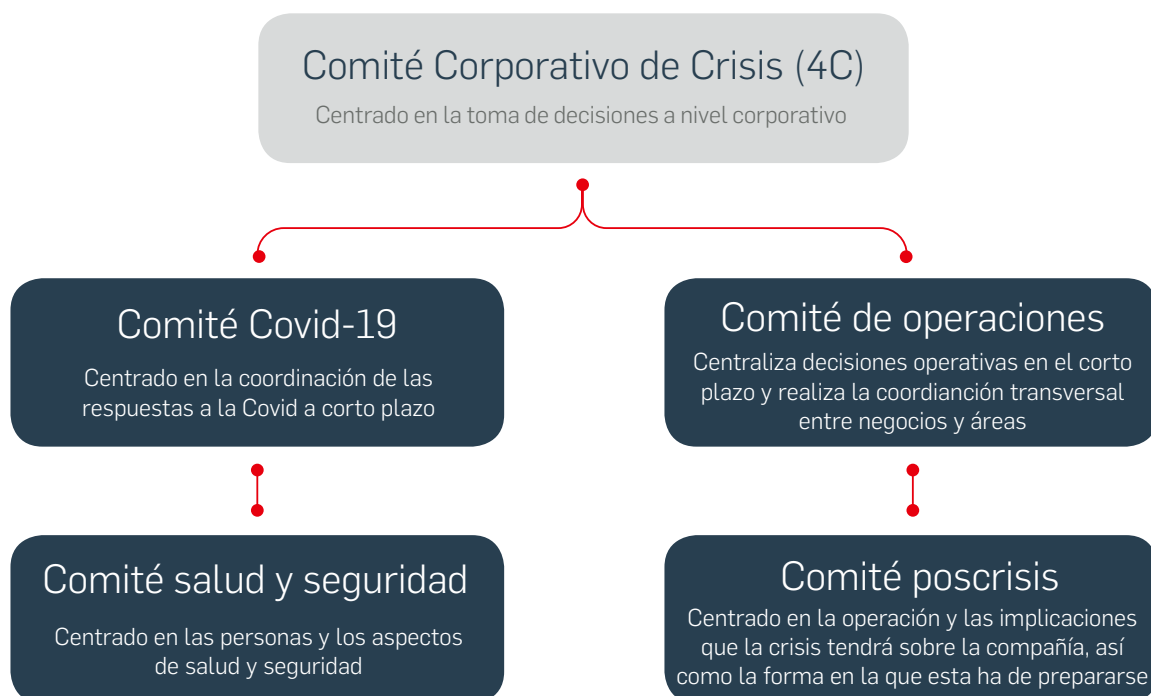 Comité Corporativo de Crisis (4C)
Centrado en la toma de decisiones a nivel corporativo
Comité Covid-19
Centrado en la coordinación de las
respuestas a la Covid a corto plazo
Comité de operaciones
Centraliza decisiones operativas en el corto
plazo y realiza la coordianción transversal
entre negocios y áreas
Comité salud y seguridad
Centrado en las personas y los aspectos
de salud y seguridad
Comité poscrisis
Centrado en la operación y las implicaciones
que la crisis tendrá sobre la compañía, así
como la forma en la que esta ha de prepararse